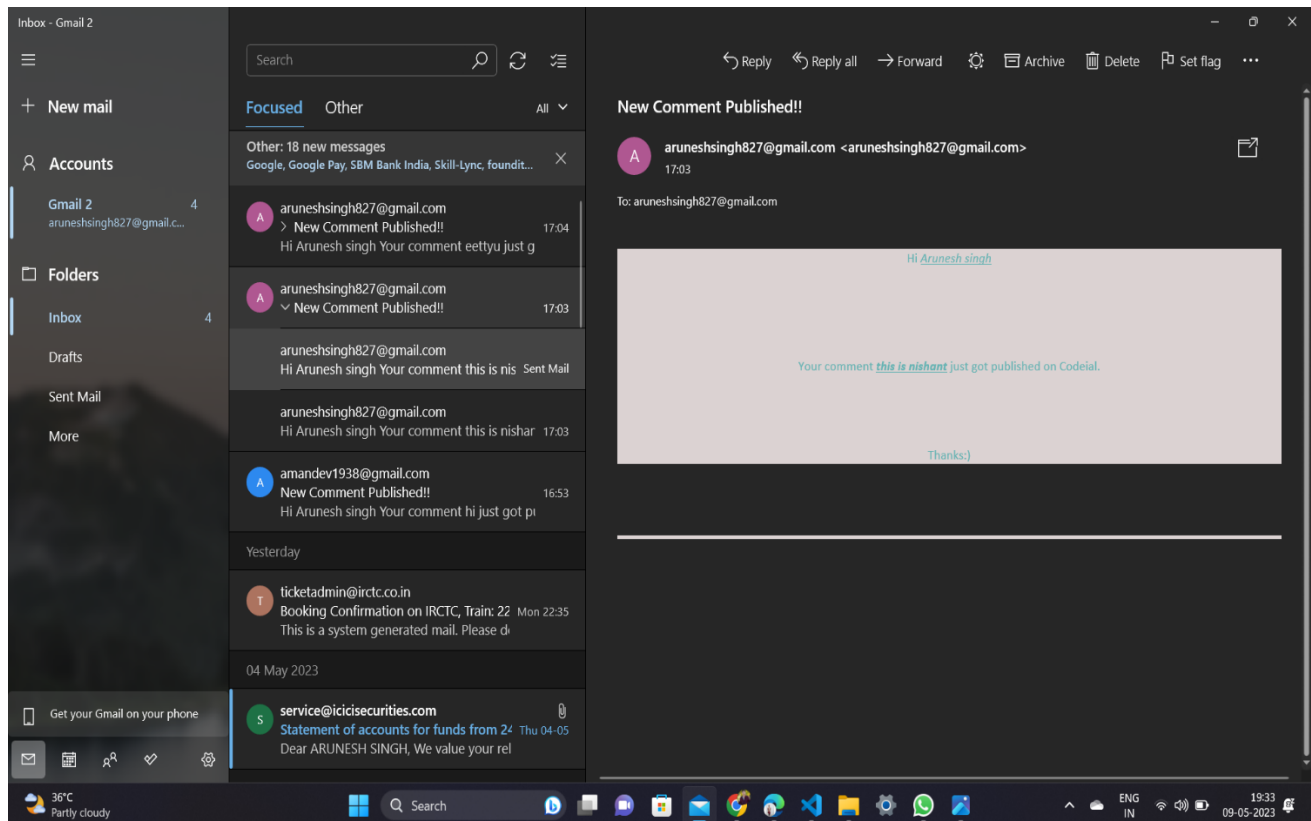 Inbox - Gmail 2
New mail
Accounts
Gmail 2 4
aruneshsingh827@gmail.c...
Folders
Inbox 4
Drafts
Sent Mail
More
Get your Gmail on your phone
Search
Focused Other All
Other: 18 new messages
Google, Google Pay, SBM Bank India, Skill-Lync, foundit...
A
aruneshsingh827@gmail.com
> New Comment Published!! 17:04
Hi Arunesh singh Your comment eettyu just g
A
aruneshsingh827@gmail.com
New Comment Published!! 17:03
aruneshsingh827@gmail.com
Hi Arunesh singh Your comment this is nis Sent Mail
aruneshsingh827@gmail.com
Hi Arunesh singh Your comment this is nishar 17:03
A
amandev1938@gmail.com
New Comment Published!! 16:53
Hi Arunesh singh Your comment hi just got pu
Yesterday
T
ticketadmin@irctc.co.in
Booking Confirmation on IRCTC, Train: 22 Mon 22:35
This is a system generated mail. Please d
04 May 2023
S
service@icicisecurities.com
Statement of accounts for funds from 24 Thu 04-05
Dear ARUNESH SINGH, We value your rel
Reply Reply all Forward Archive Delete Set flag
New Comment Published!!
A
aruneshsingh827@gmail.com <aruneshsingh827@gmail.com>
17:03
To: aruneshsingh827@gmail.com
Hi Arunesh singh
Your comment this is nishant just got published on Codeial.
Thanks:)
36°C
Partly cloudy
Search
ENG
IN
19:33
09-05-2023